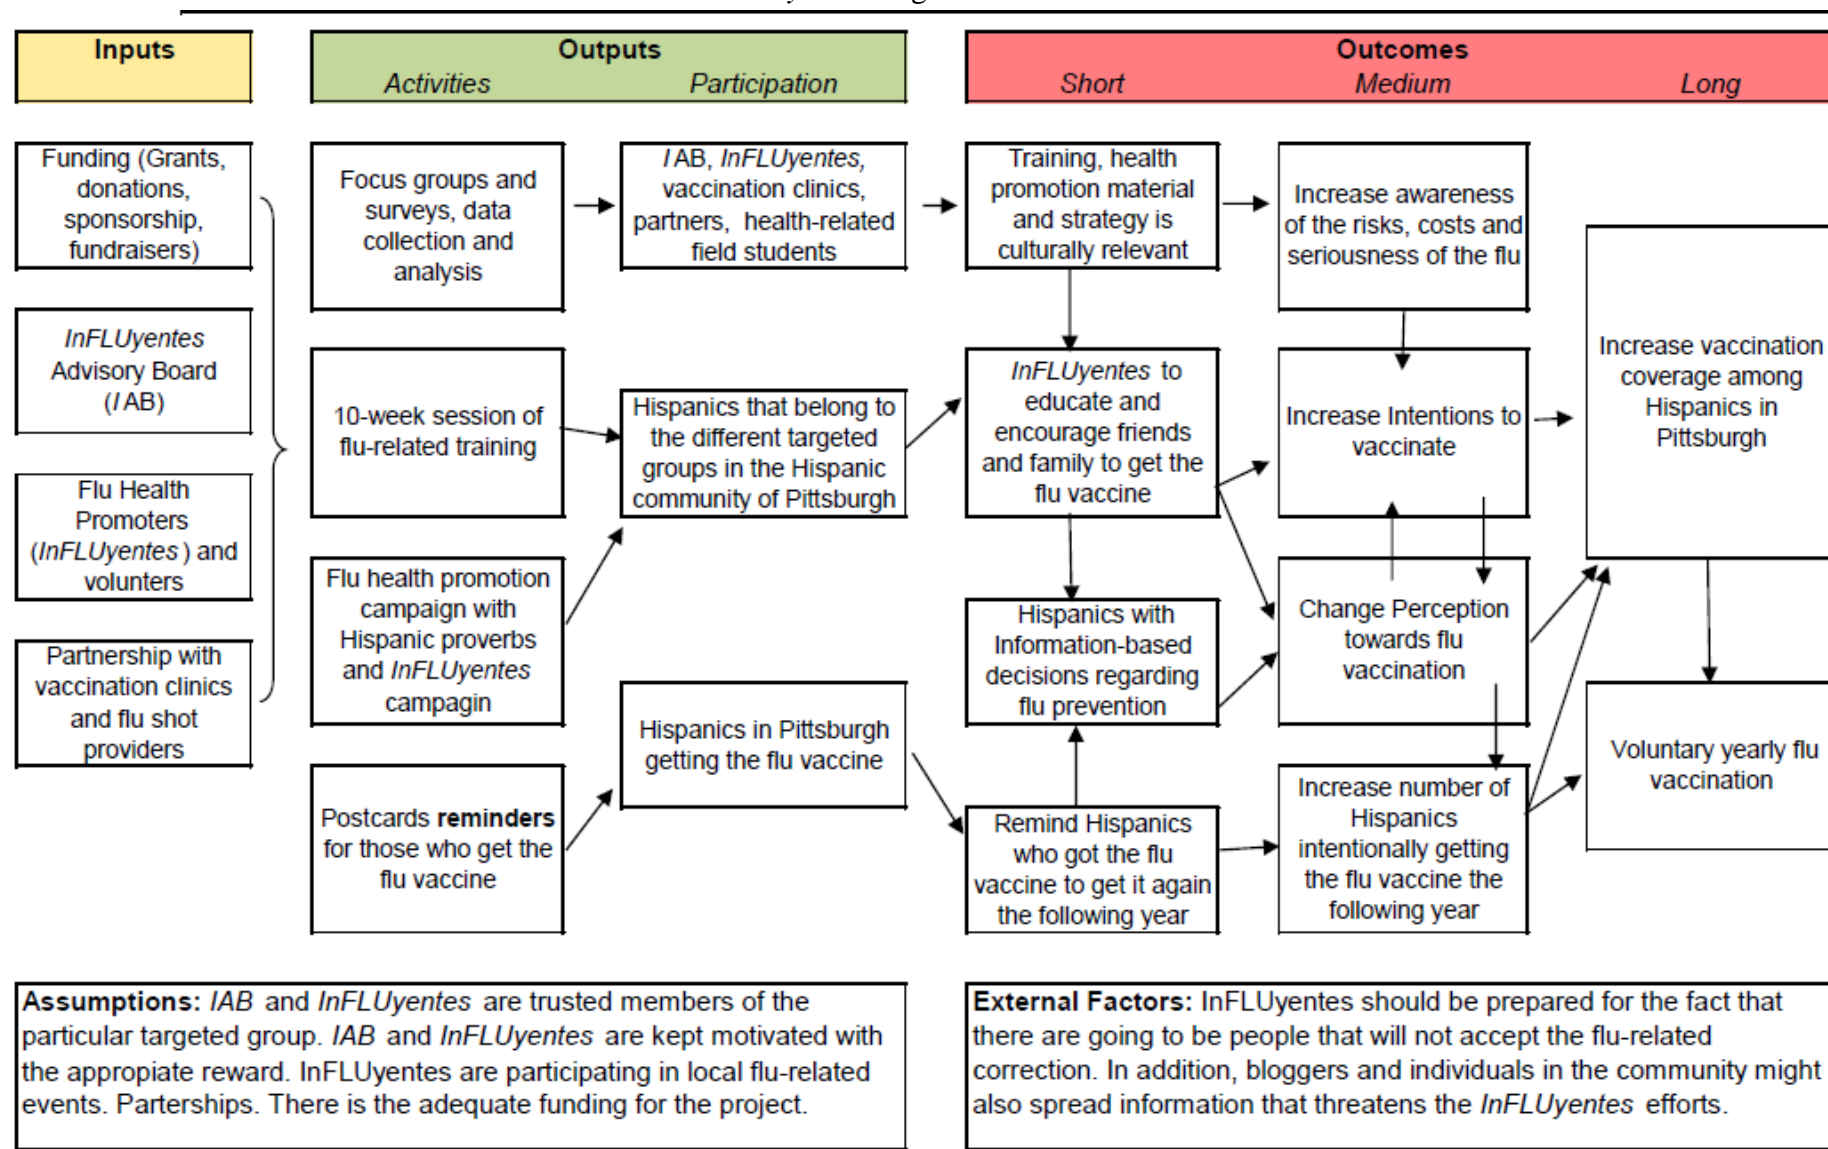 Inputs
Outputs
Activities
Participation
Outcomes
Short
Medium
Long
Funding (Grants,
donations,
sponsorship,
fundraisers)
InFLUyentes
Advisory Board
(IAB)
Flu Health
Promoters
(InFLUyentes) and
volunters
Partnership with
vaccination clinics
and flu shot
providers
Focus groups and
surveys, data
collection and
analysis
10-week session of
flu-related training
Flu health promotion
campaign with
Hispanic proverbs
and InFLUyentes
campagin
Postcards reminders
for those who get the
flu vaccine
IAB, InFLUyentes,
vaccination clinics,
partners, health-related
field students
Hispanics that belong to
the different targeted
groups in the Hispanic
community of Pittsburgh
Hispanics in Pittsburgh
getting the flu vaccine
Training, health
promotion material
and strategy is
culturally relevant
InFLUyentes to
educate and
encourage friends
and family to get the
flu vaccine
Hispanics with
Information-based
decisions regarding
flu prevention
Remind Hispanics
who got the flu
vaccine to get it again
the following year
Increase awareness
of the risks, costs and
seriousness of the flu
Increase Intentions to
vaccinate
Change Perception
towards flu
vaccination
Increase number of
Hispanics
intentionally getting
the flu vaccine the
following year
Increase vaccination
coverage among
Hispanics in
Pittsburgh
Voluntary yearly flu
vaccination
Assumptions: IAB and InFLUyentes are trusted members of the
particular targeted group. IAB and InFLUyentes are kept motivated with
the appropiate reward. InFLUyentes are participating in local flu-related
events. Parterships. There is the adequate funding for the project.
External Factors: InFLUyentes should be prepared for the fact that
there are going to be people that will not accept the flu-related
correction. In addition, bloggers and individuals in the community might
also spread information that threatens the InFLUyentes efforts.